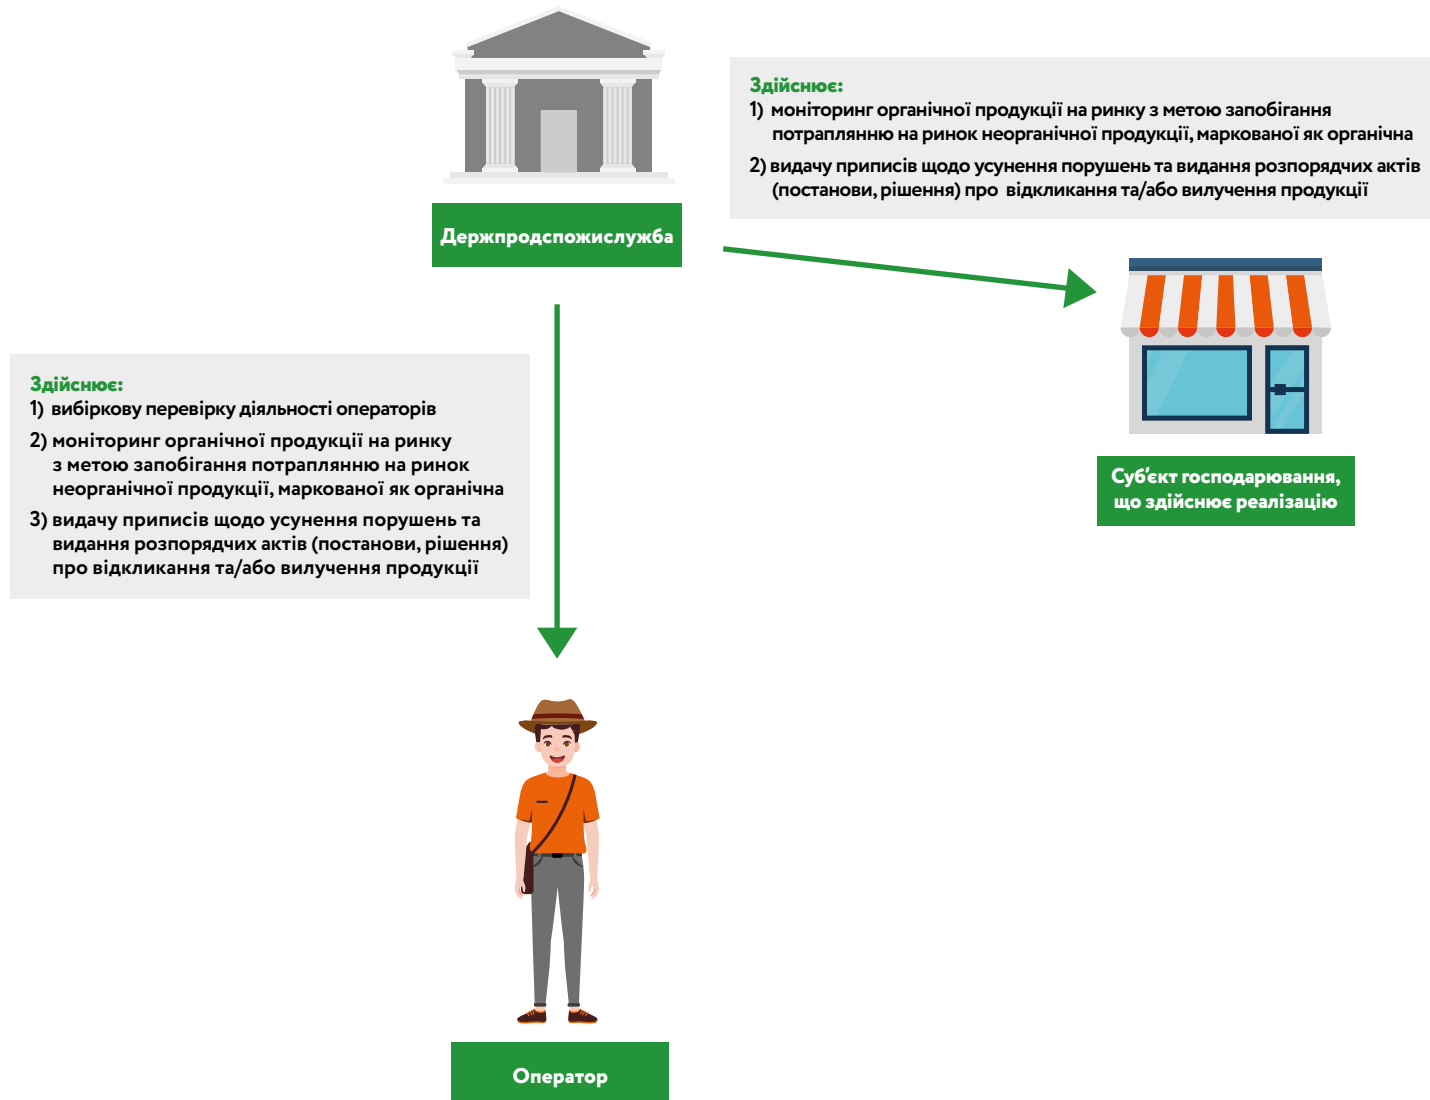 Здійснює:
1) моніторинг органічної продукції на ринку з метою запобігання
потраплянню на ринок неорганічної продукції, маркованої як органічна
2) видачу приписів щодо усунення порушень та видання розпорядчих актів
(постанови, рішення) про відкликання та/або вилучення продукції
Держпродспожислужба
Здійснює:
1) вибіркову перевірку діяльності операторів
2) моніторинг органічної продукції на ринку
з метою запобігання потраплянню на ринок
неорганічної продукції, маркованої як органічна
3) видачу приписів щодо усунення порушень та
видання розпорядчих актів (постанови, рішення)
про відкликання та/або вилучення продукції
Суб'єкт господарювання,
що здійснює реалізацію
Оператор